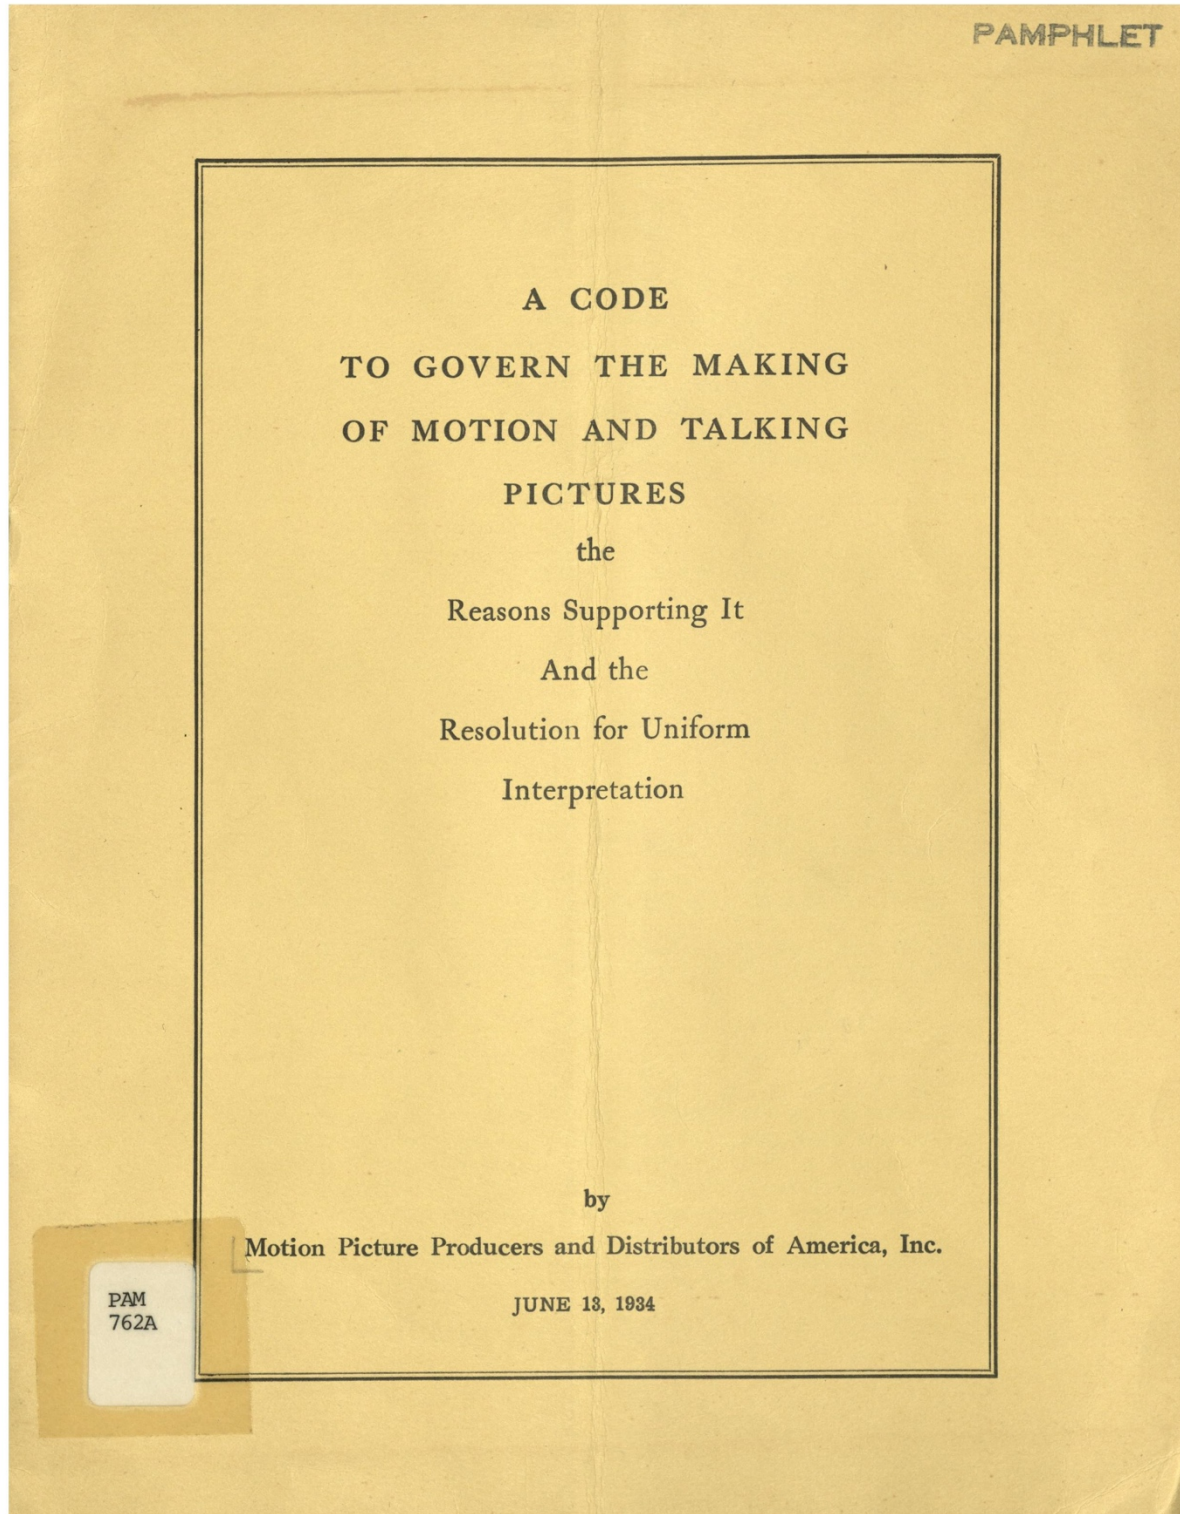 PAMPHLET
A CODE
TO GOVERN THE MAKING
OF MOTION AND TALKING
PICTURES
the
Reasons Supporting It
And the
Resolution for Uniform
Interpretation
by
Motion Picture Producers and Distributors of America, Inc.
JUNE 13, 1934
PAM
762A